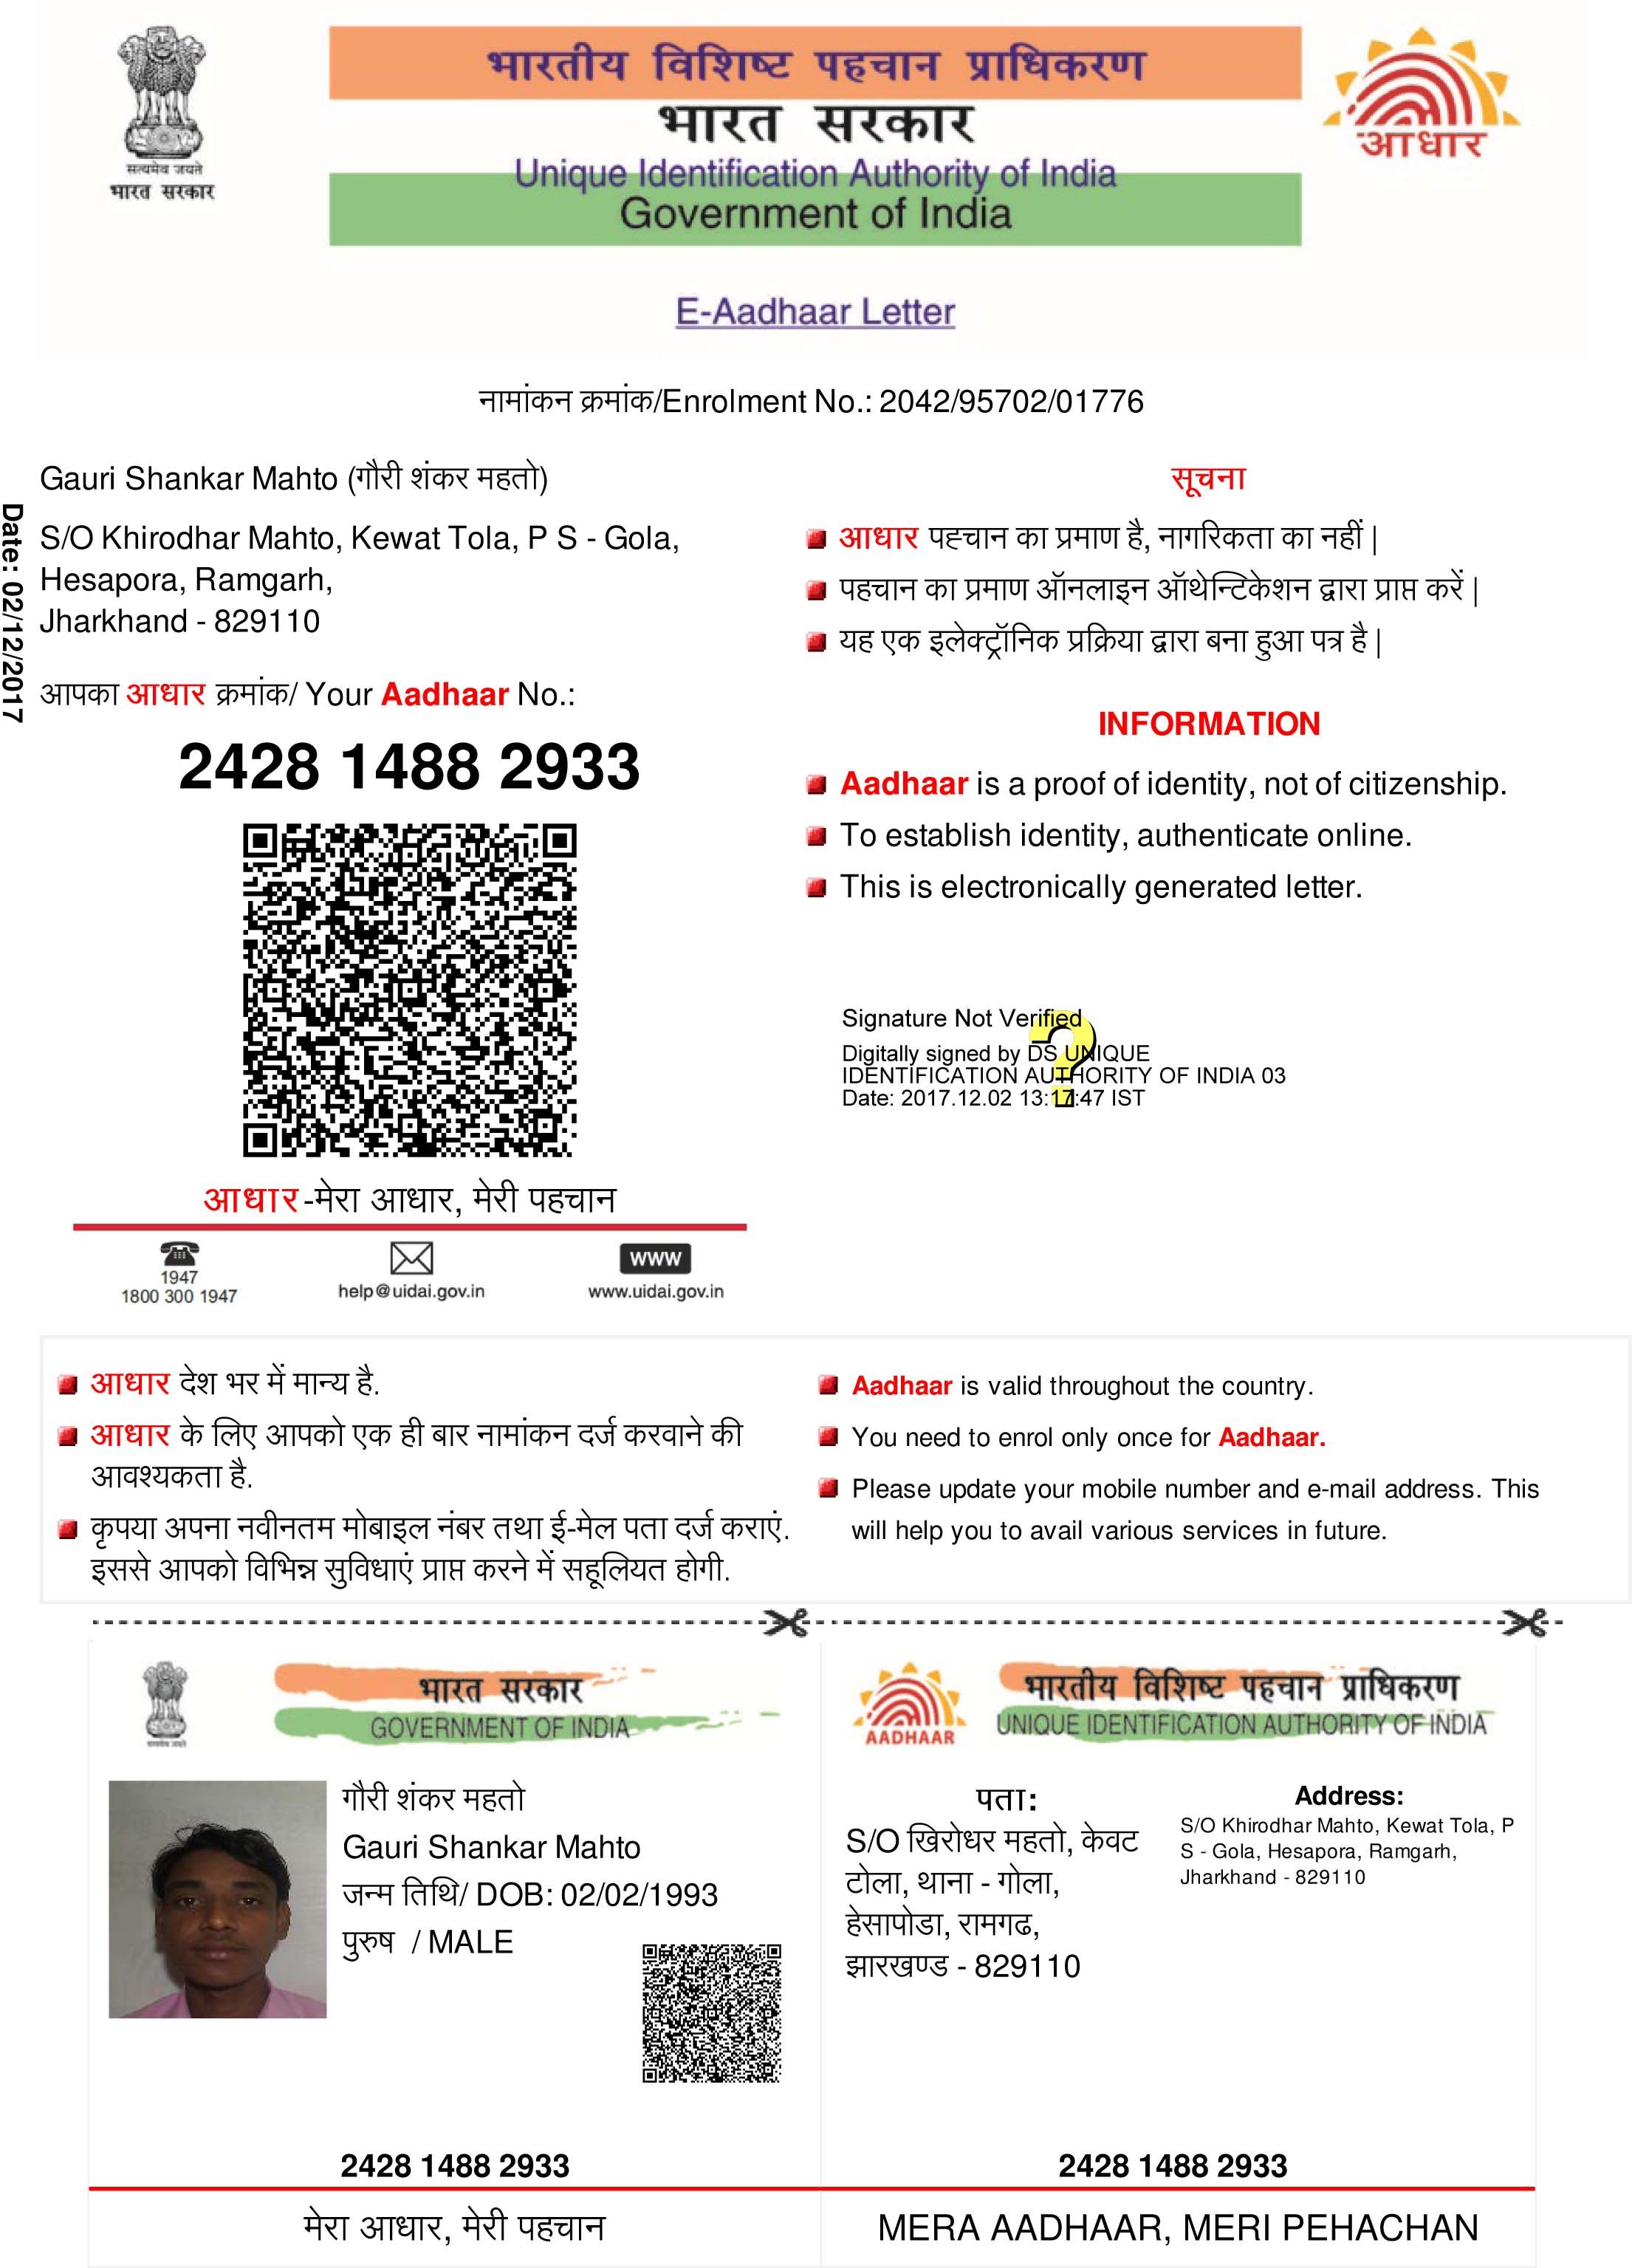 भारतीय विशिष्ट पहचान प्राधिकरण
भारत सरकार
Unique Identification Authority of India
Government of India
सत्यमेव जयते
भारत सरकार
आधार
E-Aadhaar Letter
नामांकन क्रमांक/Enrolment No.: 2042/95702/01776
Date: 02/12/2017
Gauri Shankar Mahto (गौरी शंकर महतो)
S/O Khirodhar Mahto, Kewat Tola, P S - Gola,
Hesapora, Ramgarh,
Jharkhand - 829110
आपका आधार क्रमांक/ Your Aadhaar No.:
2428 1488 2933
आधार-मेरा आधार, मेरी पहचान
1947
1800 300 1947
help@uidai.gov.in
www
www.uidai.gov.in
सूचना
आधार पहचान का प्रमाण है, नागरिकता का नहीं |
पहचान का प्रमाण ऑनलाइन ऑथेन्टिकेशन द्वारा प्राप्त करें |
यह एक इलेक्ट्रॉनिक प्रक्रिया द्वारा बना हुआ पत्र है |
INFORMATION
Aadhaar is a proof of identity, not of citizenship.
To establish identity, authenticate online.
This is electronically generated letter.
Signature Not Verified
Digitally signed by DS UNIQUE
IDENTIFICATION AUTHORITY OF INDIA 03
Date: 2017.12.02 13:17:47 IST
आधार देश भर में मान्य है.
आधार के लिए आपको एक ही बार नामांकन दर्ज करवाने की
आवश्यकता है.
कृपया अपना नवीनतम मोबाइल नंबर तथा ई-मेल पता दर्ज कराएं.
इससे आपको विभिन्न सुविधाएं प्राप्त करने में सहूलियत होगी.
Aadhaar is valid throughout the country.
You need to enrol only once for Aadhaar.
Please update your mobile number and e-mail address. This
will help you to avail various services in future.
भारत सरकार
GOVERNMENT OF INDIA
गौरी शंकर महतो
Gauri Shankar Mahto
जन्म तिथि/ DOB: 02/02/1993
पुरुष / MALE
2428 1488 2933
मेरा आधार, मेरी पहचान
AADHAAR
भारतीय विशिष्ट पहचान प्राधिकरण
UNIQUE IDENTIFICATION AUTHORITY OF INDIA
पता:
S/O खिरोधर महतो, केवट
टोला, थाना - गोला,
हेसापोडा, रामगढ,
झारखण्ड - 829110
Address:
S/O Khirodhar Mahto, Kewat Tola, P
S - Gola, Hesapora, Ramgarh,
Jharkhand - 829110
2428 1488 2933
MERA AADHAAR, MERI PEHACHAN